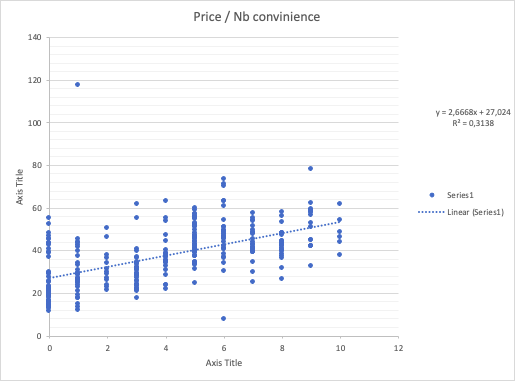 Price / Nb convinience
140
120
100
80
60
40
20
0
0 2 4 6 8 10 12
Axis Title
Axis Title
y = 2,6668x + 27,024
R² = 0,3138
Series1
Linear (Series1)